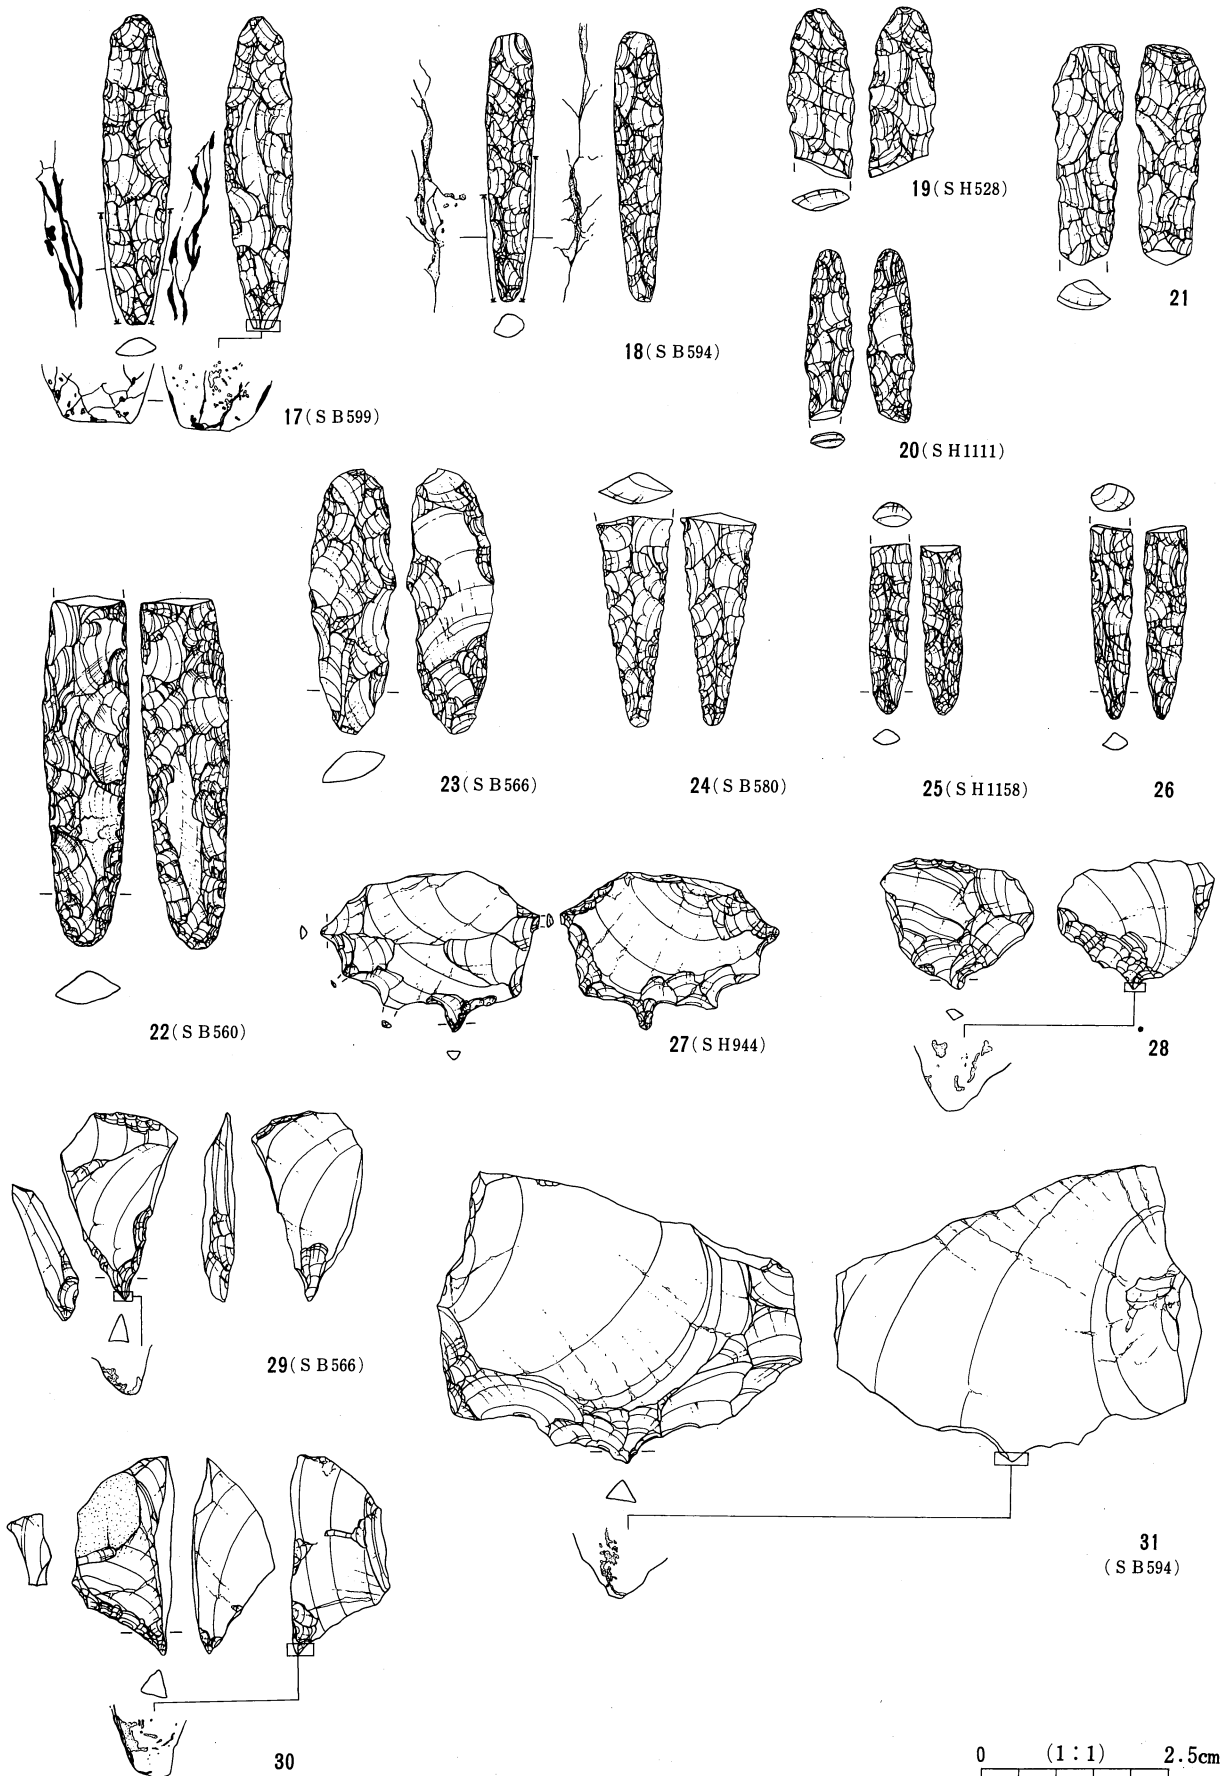 17(SB599)
18(SB594)
19(SH528)
20(SH1111)
21
22(SB560)
23(SB566)
24(SB580)
25(SH1158)
26
27(SH944)
28
29(SB566)
30
31
(SB594)
0 (1:1) 2.5cm